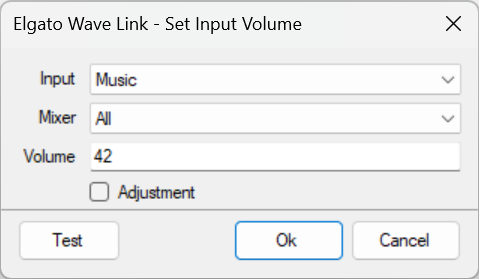 Elgato Wave Link - Set Input Volume
Input Music
Mixer All
Volume 42
Adjustment
Test Ok Cancel